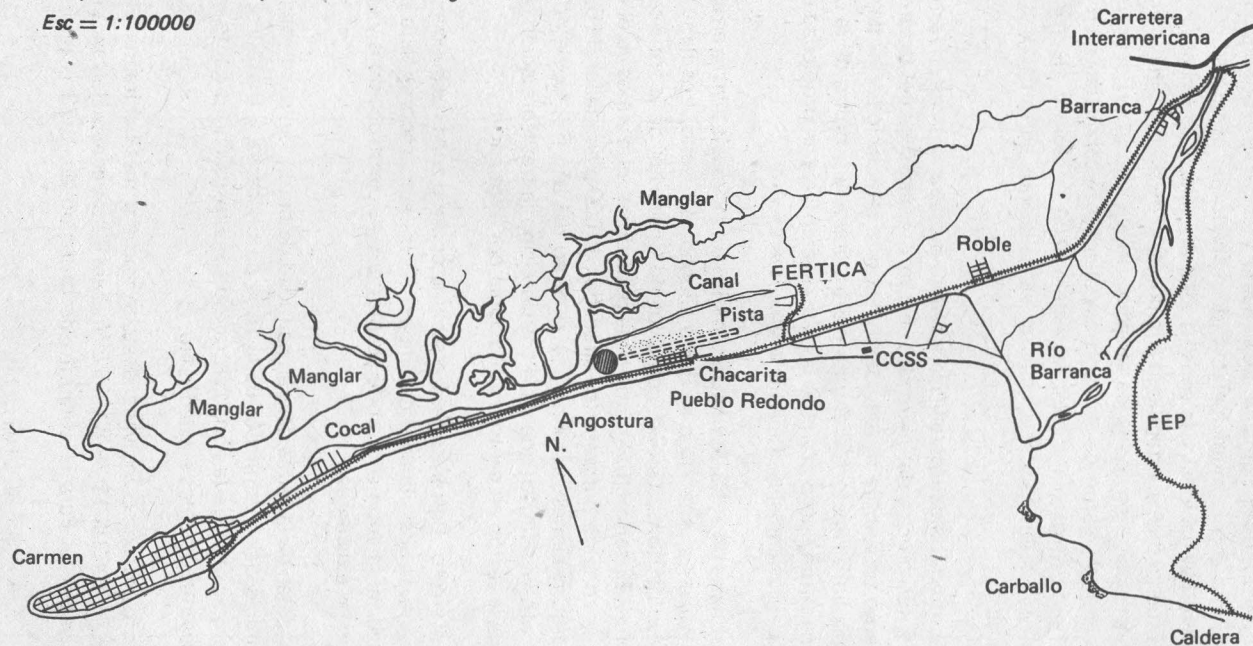 Esc = 1:100000
Carretera
Interamericana
Barranca
Manglar
Roble
Canal
FERTICA
Pista
Manglar
CCSS
Río
Barranca
Manglar
Chacarita
Pueblo Redondo
Cocal
Angostura
FEP
N.
Carmen
Carballo
Caldera